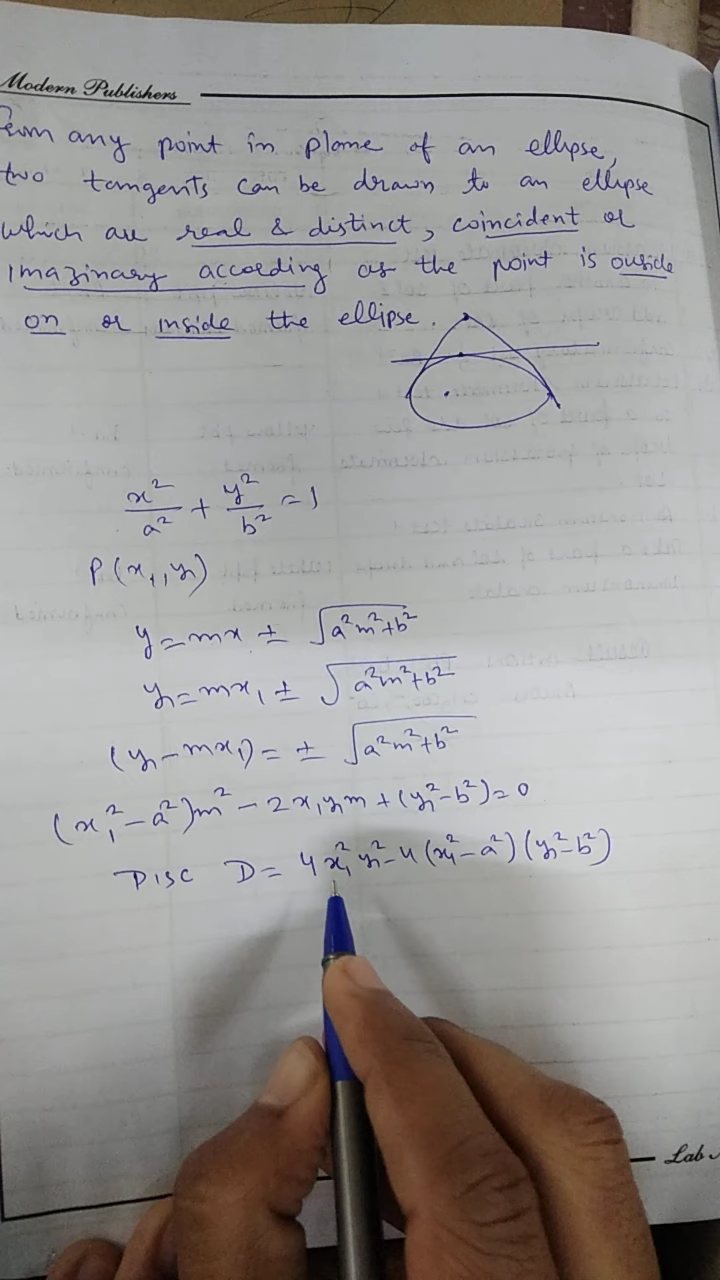 Modern Publishers
From any point in plane of an ellipse,
two tangents can be drawn to an ellipse
which are real & distinct, coincident or
imazinary according as the point is ouside
on or inside the ellipse.
x²/a² + y²/b² = 1
P(x₁, y₁)
y = mx ± √a²m²+b²
y₁ = mx₁ ± √a²m²+b²
(y₁ - mx₁) = ± √a²m²+b²
(x₁² - a²)m² - 2x₁y₁m + (y₁² - b²) = 0
DISC D = 4x₁²y₁² - 4(x₁² - a²)(y₁² - b²)
Lab